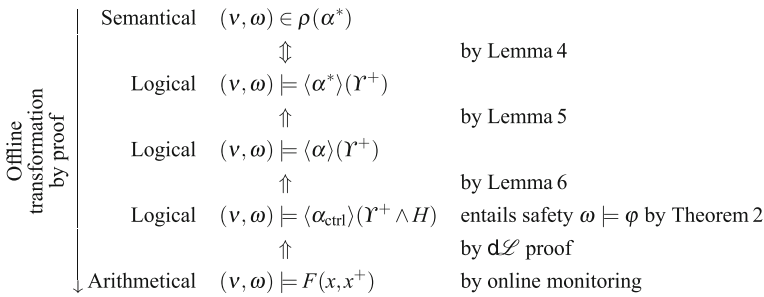 Offline
transformation
by proof
Semantical (ν, ω) ∈ ρ(α*)
⇕ by Lemma 4
Logical (ν, ω) ⊨ ⟨α*⟩(ϒ⁺)
⇑ by Lemma 5
Logical (ν, ω) ⊨ ⟨α⟩(ϒ⁺)
⇑ by Lemma 6
Logical (ν, ω) ⊨ ⟨α_ctrl⟩(ϒ⁺ ∧ H) entails safety ω ⊨ φ by Theorem 2
⇑ by dℒ proof
Arithmetical (ν, ω) ⊨ F(x, x⁺) by online monitoring